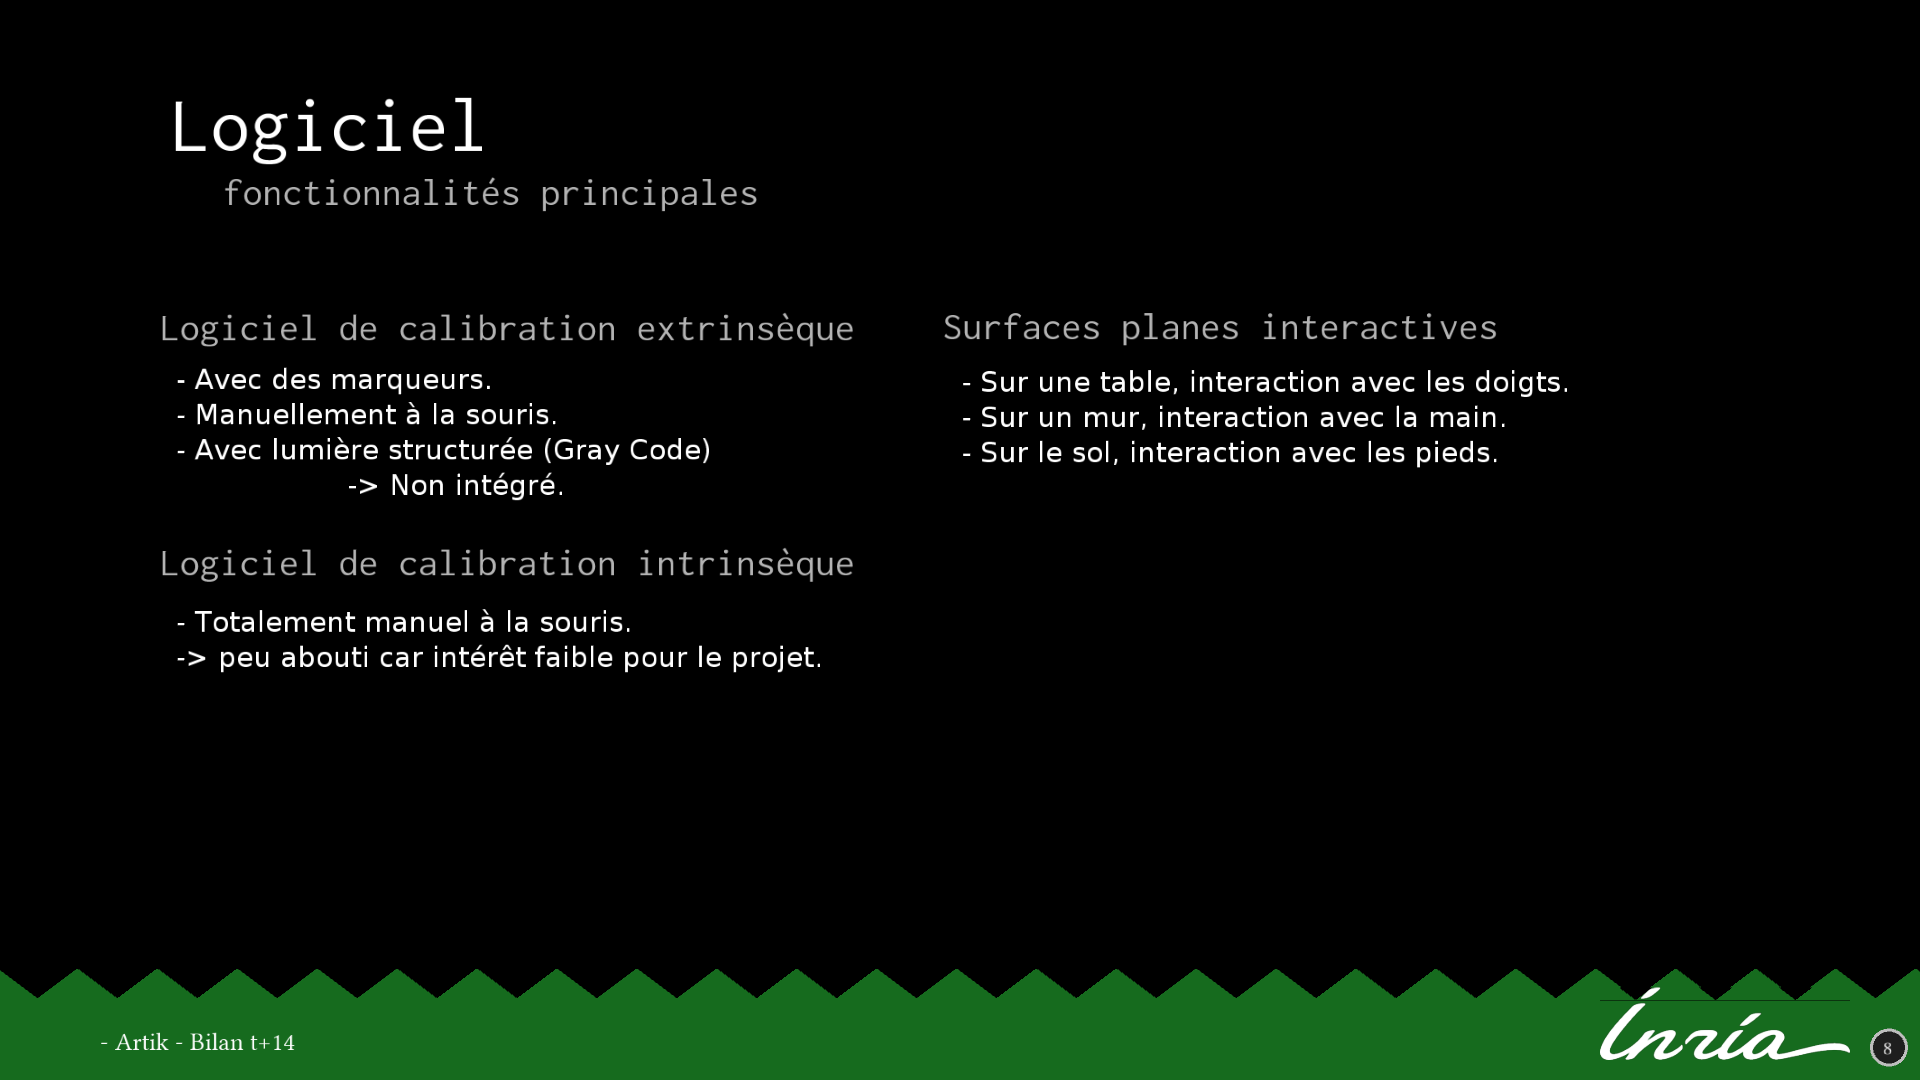 Logiciel
fonctionnalités principales
Logiciel de calibration extrinsèque
- Avec des marqueurs.
- Manuellement à la souris.
- Avec lumière structurée (Gray Code)
-> Non intégré.
Logiciel de calibration intrinsèque
- Totalement manuel à la souris.
-> peu abouti car intérêt faible pour le projet.
Surfaces planes interactives
- Sur une table, interaction avec les doigts.
- Sur un mur, interaction avec la main.
- Sur le sol, interaction avec les pieds.
- Artik - Bilan t+14
Inría
8